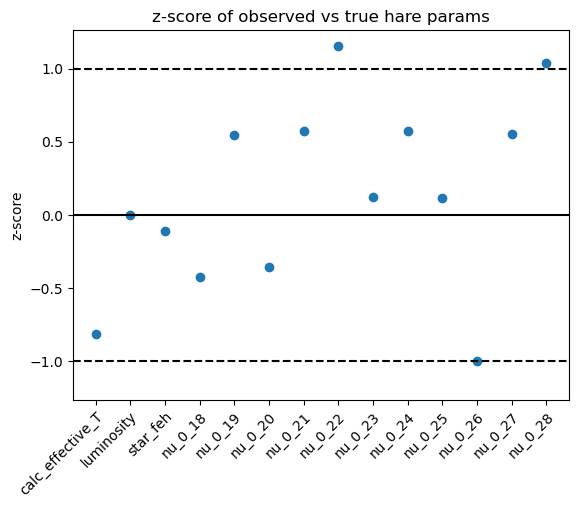 z-score of observed vs true hare params
z-score
1.0
0.5
0.0
−0.5
−1.0
calc_effective_T
luminosity
star_feh
nu_0_18
nu_0_19
nu_0_20
nu_0_21
nu_0_22
nu_0_23
nu_0_24
nu_0_25
nu_0_26
nu_0_27
nu_0_28